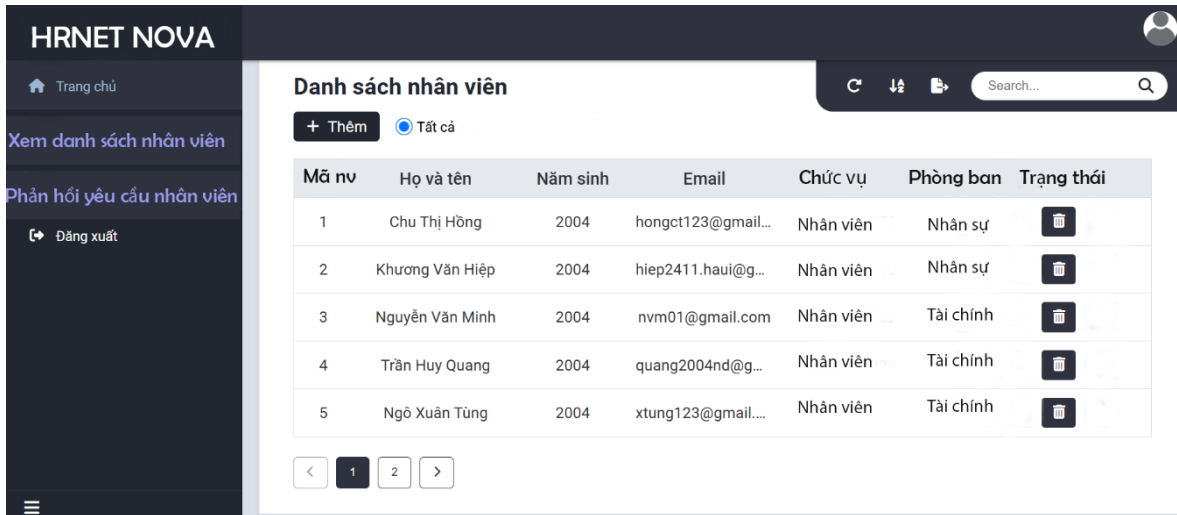 HRNET NOVA
Trang chủ
Xem danh sách nhân viên
Phản hồi yêu cầu nhân viên
Đăng xuất
Danh sách nhân viên
Search...
+ Thêm Tất cả
Mã nv Họ và tên Năm sinh Email Chức vụ Phòng ban Trạng thái
1 Chu Thị Hồng 2004 hongct123@gmail... Nhân viên Nhân sự
2 Khương Văn Hiệp 2004 hiep2411.haui@g... Nhân viên Nhân sự
3 Nguyễn Văn Minh 2004 nvm01@gmail.com Nhân viên Tài chính
4 Trần Huy Quang 2004 quang2004nd@g... Nhân viên Tài chính
5 Ngô Xuân Tùng 2004 xtung123@gmail.... Nhân viên Tài chính
< 1 2 >